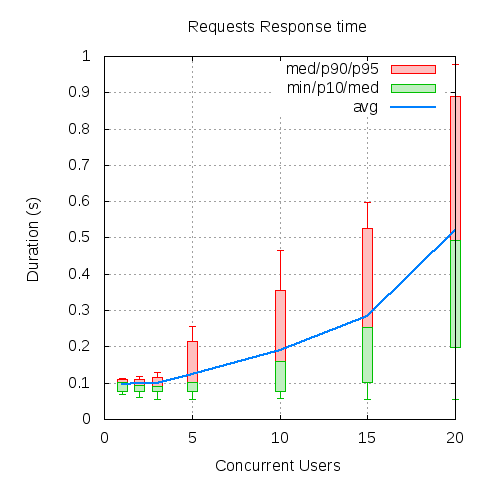 Requests Response time
med/p90/p95
min/p10/med
avg
1
0.9
0.8
0.7
0.6
0.5
0.4
0.3
0.2
0.1
0
Duration (s)
0 5 10 15 20
Concurrent Users